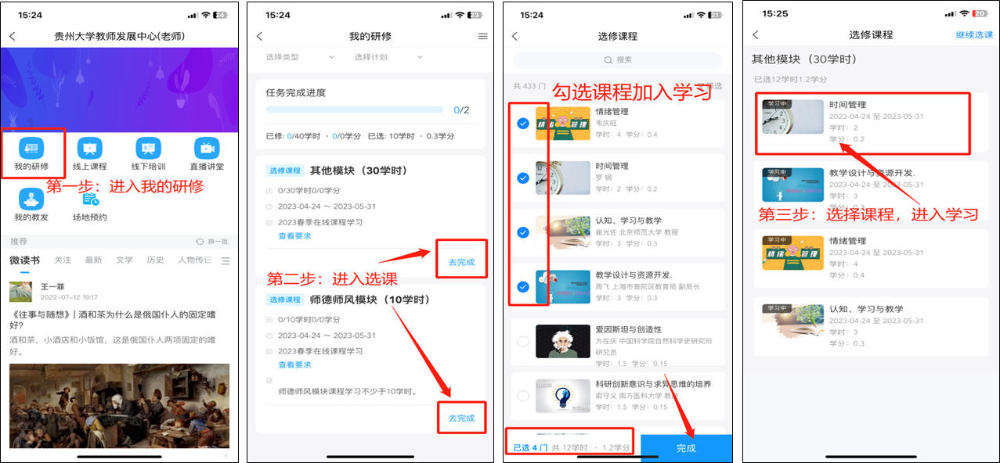 15:24
24
贵州大学教师发展中心(老师)
我的研修
线上课程
线下培训
直播讲堂
第一步：进入我的研修
我的教发
场地预约
推荐
换一批
微读书
关注
最新
文学
历史
人物传记
王一菲
2022-07-12 19:17
《往事与随想》| 酒和茶为什么是俄国仆人的固定嗜
好?
酒和茶，小酒店和小饭馆，这是俄国仆人两项固定的嗜
好。
15:24
23
我的研修
选择类型
选择计划
任务完成进度
0/2
已修: 0/40学时 · 0/0学分 已选: 10学时 · 0.3学分
选修课程 其他模块（30学时）
0/30学时0/0学分
2023-04-24 ～ 2023-05-31
2023春季在线课程学习
查看要求
去完成
第二步：进入选课
选修课程 师德师风模块（10学时）
0/10学时0/0学分
2023-04-24 ～ 2023-05-31
2023春季在线课程学习
查看要求
师德师风模块课程学习不少于10学时。
去完成
15:24
21
选修课程
搜索
共 433 门
筛选
勾选课程加入学习
情绪管理
情绪管理
韦庆旺
学时：4 学分：0.4
时间管理
罗 钢
学时：2 学分：0.2
认知、学习与教学
崔光佐 北京师范大学 教授
学时：3 学分：0.3
教学设计与资源开发.
周飞 上海市普陀区教育局 副局长
学时：3 学分：0.3
爱因斯坦与创造性
方在庆 中国科学院自然科学史研究所
研究员
学时：1.5 学分：0.15
科研创新意识与求异思维的培养
俞守义 南方医科大学 教授
学时：1.5 学分：0.15
已选 4 门 共 12学时 · 1.2学分
完成
15:25
20
选修课程
继续选课
其他模块（30学时）
已选12学时1.2学分
学习中
时间管理
2023-04-24 至 2023-05-31
学时：2
学分：0.2
学习中
教学设计与资源开发.
2023-04-24 至 2023-05-31
学时：3
学分：0.3
第三步：选择课程，进入学习
学习中
情绪管理
情绪管理
2023-04-24 至 2023-05-31
学时：4
学分：0.4
学习中
认知、学习与教学
2023-04-24 至 2023-05-31
学时：3
学分：0.3